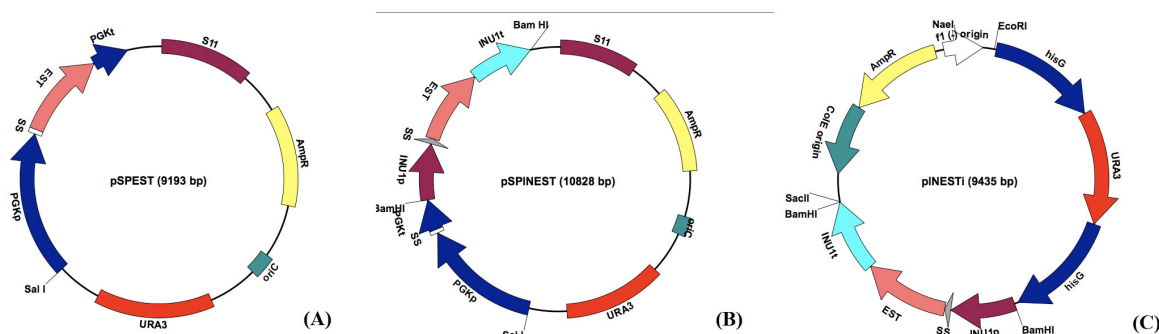 PGKt
S11
EST
SS
AmpR
pSPEST (9193 bp)
PGKp
oriC
Sal I
URA3
(A)
Bam HI
INU1t
S11
EST
AmpR
SS
pSPINEST (10828 bp)
INU1p
BamHI
PGKt
SS
oriC
PGKp
URA3
(B)
NaeI
EcoRI
f1 (-) origin
hisG
AmpR
ColE origin
URA3
pINESTi (9435 bp)
SacII
BamHI
INU1t
hisG
EST
SS
INU1p
BamHI
(C)